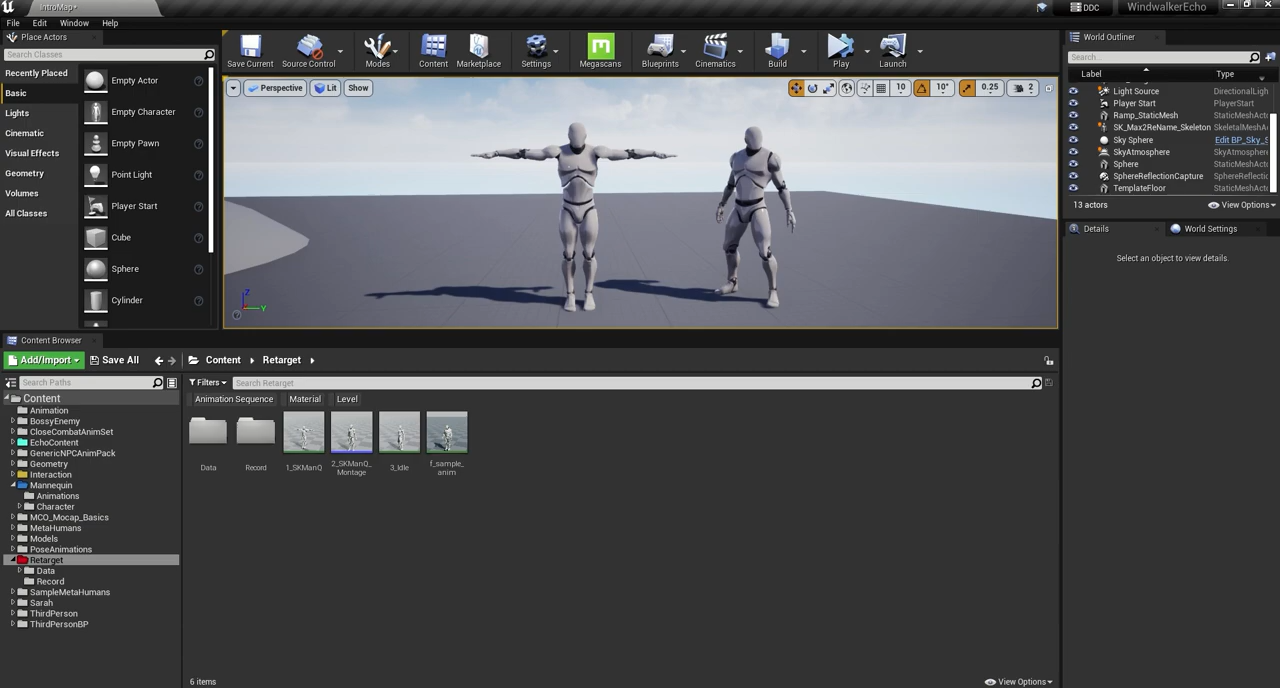 IntroMap*
DDC
WindwalkerEcho
File Edit Window Help
Place Actors
Search Classes
Recently Placed
Basic
Lights
Cinematic
Visual Effects
Geometry
Volumes
All Classes
Empty Actor
Empty Character
Empty Pawn
Point Light
Player Start
Cube
Sphere
Cylinder
Save Current
Source Control
Modes
Content
Marketplace
Settings
Megascans
Blueprints
Cinematics
Build
Play
Launch
Perspective
Lit
Show
10
10°
0.25
2
Z
Y
World Outliner
Search...
Label Type
Light Source DirectionalLigh
Player Start PlayerStart
Ramp_StaticMesh StaticMeshActo
SK_Max2ReName_Skeleton SkeletalMeshA
Sky Sphere Edit BP_Sky_S
SkyAtmosphere SkyAtmosphere
Sphere StaticMeshActo
SphereReflectionCapture SphereReflectio
TemplateFloor StaticMeshActo
13 actors
View Options
Details
World Settings
Select an object to view details.
Content Browser
Add/Import
Save All
Content
Retarget
Search Paths
Filters
Search Retarget
Animation Sequence
Material
Level
Content
Animation
BossyEnemy
CloseCombatAnimSet
EchoContent
GenericNPCAnimPack
Geometry
Interaction
Mannequin
Animations
Character
MCO_Mocap_Basics
MetaHumans
Models
PoseAnimations
Retarget
Data
Record
SampleMetaHumans
Sarah
ThirdPerson
ThirdPersonBP
Data
Record
1_SKManQ
2_SKManQ_
Montage
3_Idle
f_sample_
anim
6 items
View Options